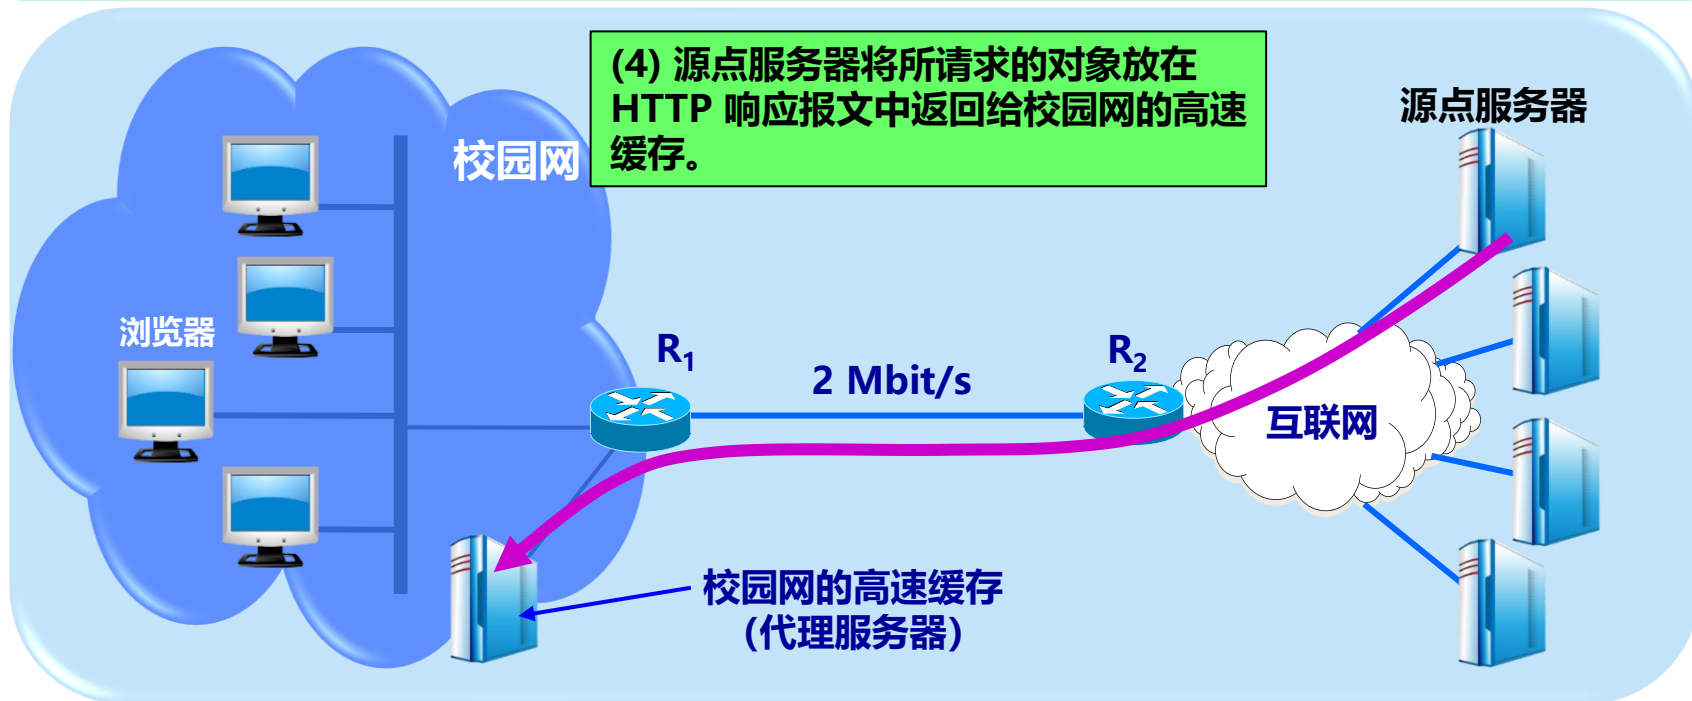 (4) 源点服务器将所请求的对象放在
HTTP 响应报文中返回给校园网的高速
缓存。
源点服务器
校园网
浏览器
R₁
2 Mbit/s
R₂
互联网
校园网的高速缓存
(代理服务器)